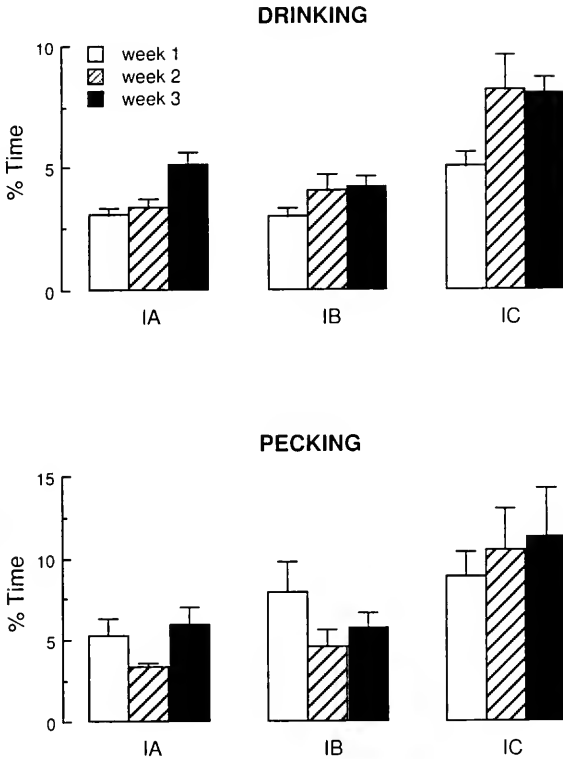 DRINKING
10
week 1
week 2
week 3
5
% Time
0
IA IB IC
PECKING
15
10
% Time
5
0
IA IB IC